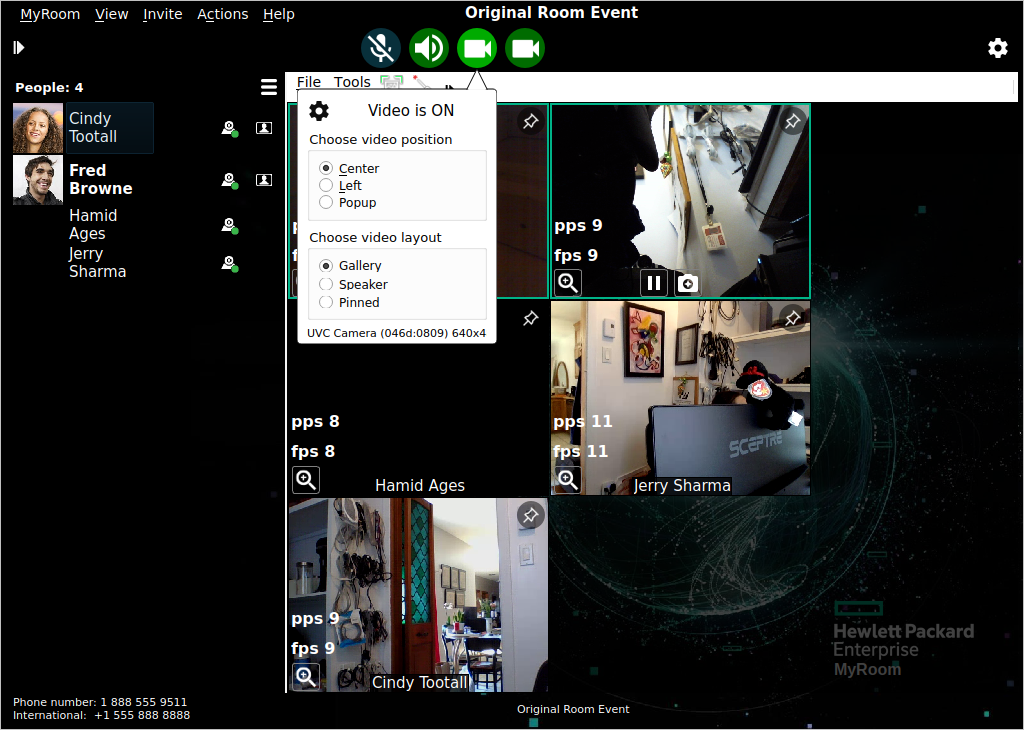 MyRoom View Invite Actions Help
Original Room Event
People: 4
File Tools
Cindy
Tootall
Fred
Browne
Hamid
Ages
Jerry
Sharma
Video is ON
Choose video position
Center
Left
Popup
Choose video layout
Gallery
Speaker
Pinned
UVC Camera (046d:0809) 640x4
pps 9
fps 9
pps 8
fps 8
Hamid Ages
pps 11
fps 11
SCEPTRE
Jerry Sharma
pps 9
fps 9
Cindy Tootall
Hewlett Packard
Enterprise
MyRoom
Phone number: 1 888 555 9511
International: +1 555 888 8888
Original Room Event